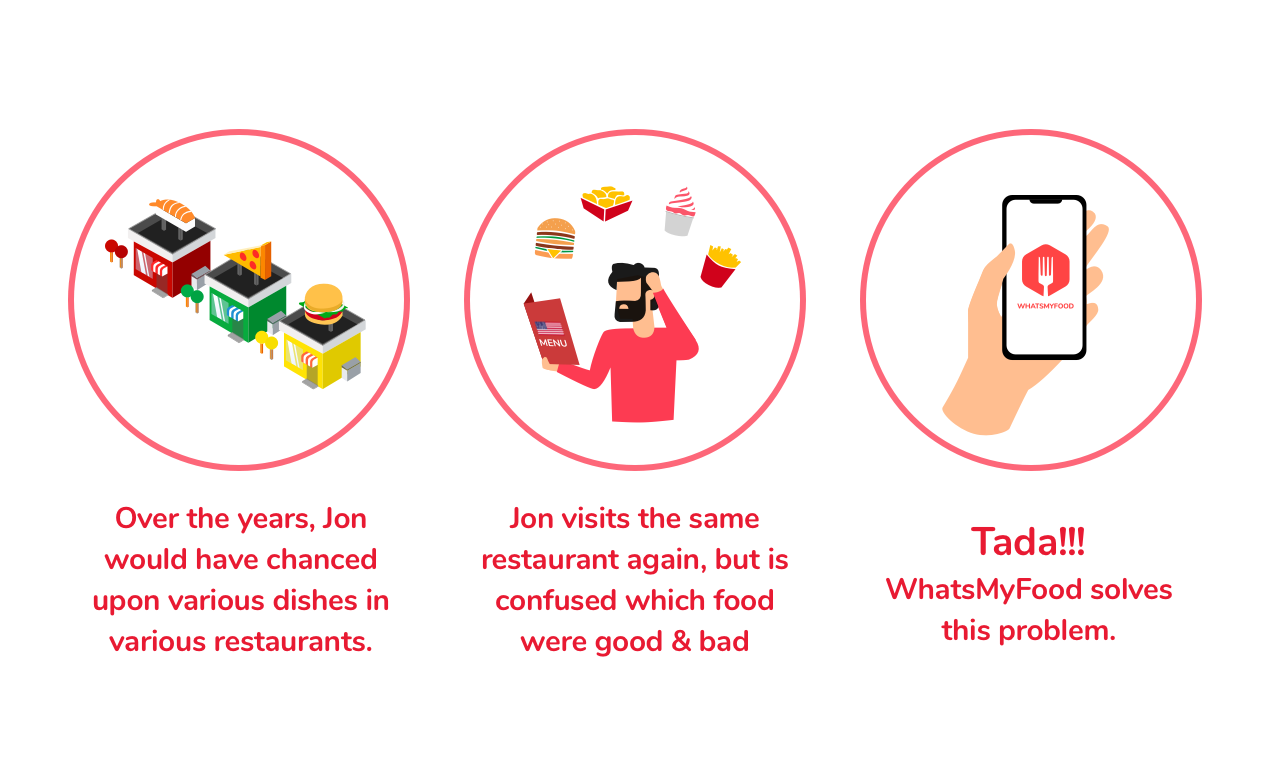 MENU
WHATSMYFOOD
Over the years, Jon
would have chanced
upon various dishes in
various restaurants.
Jon visits the same
restaurant again, but is
confused which food
were good & bad
Tada!!!
WhatsMyFood solves
this problem.